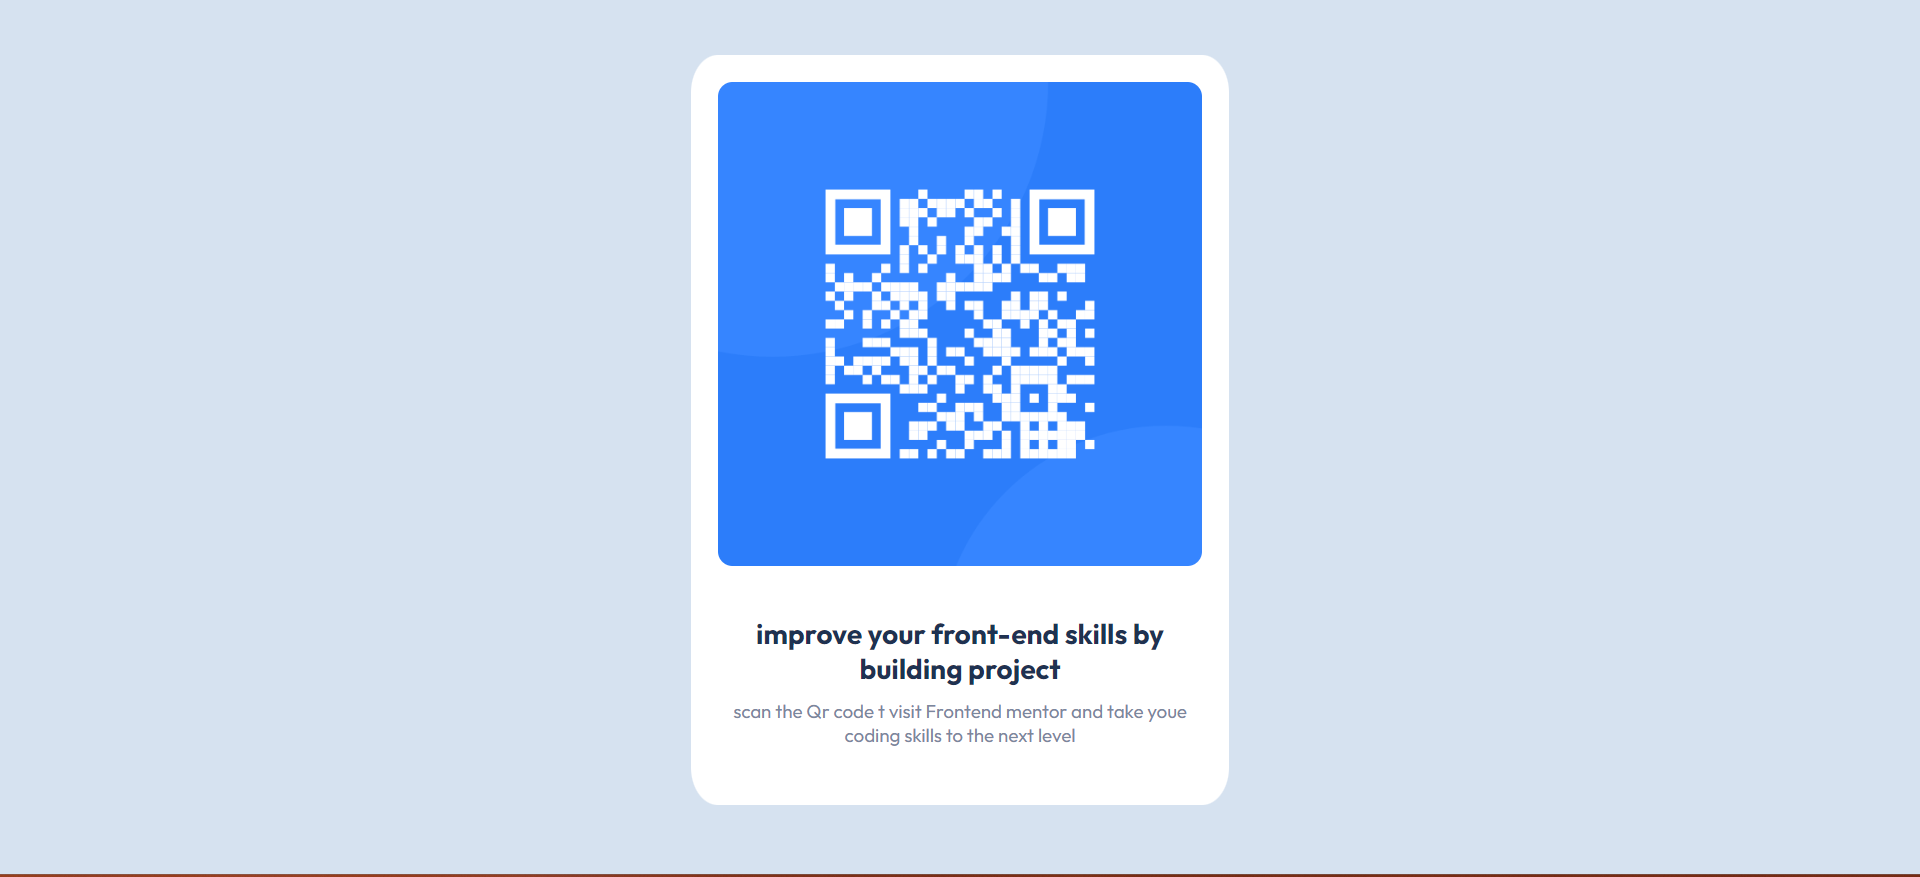 improve your front-end skills by
building project
scan the Qr code t visit Frontend mentor and take youe
coding skills to the next level